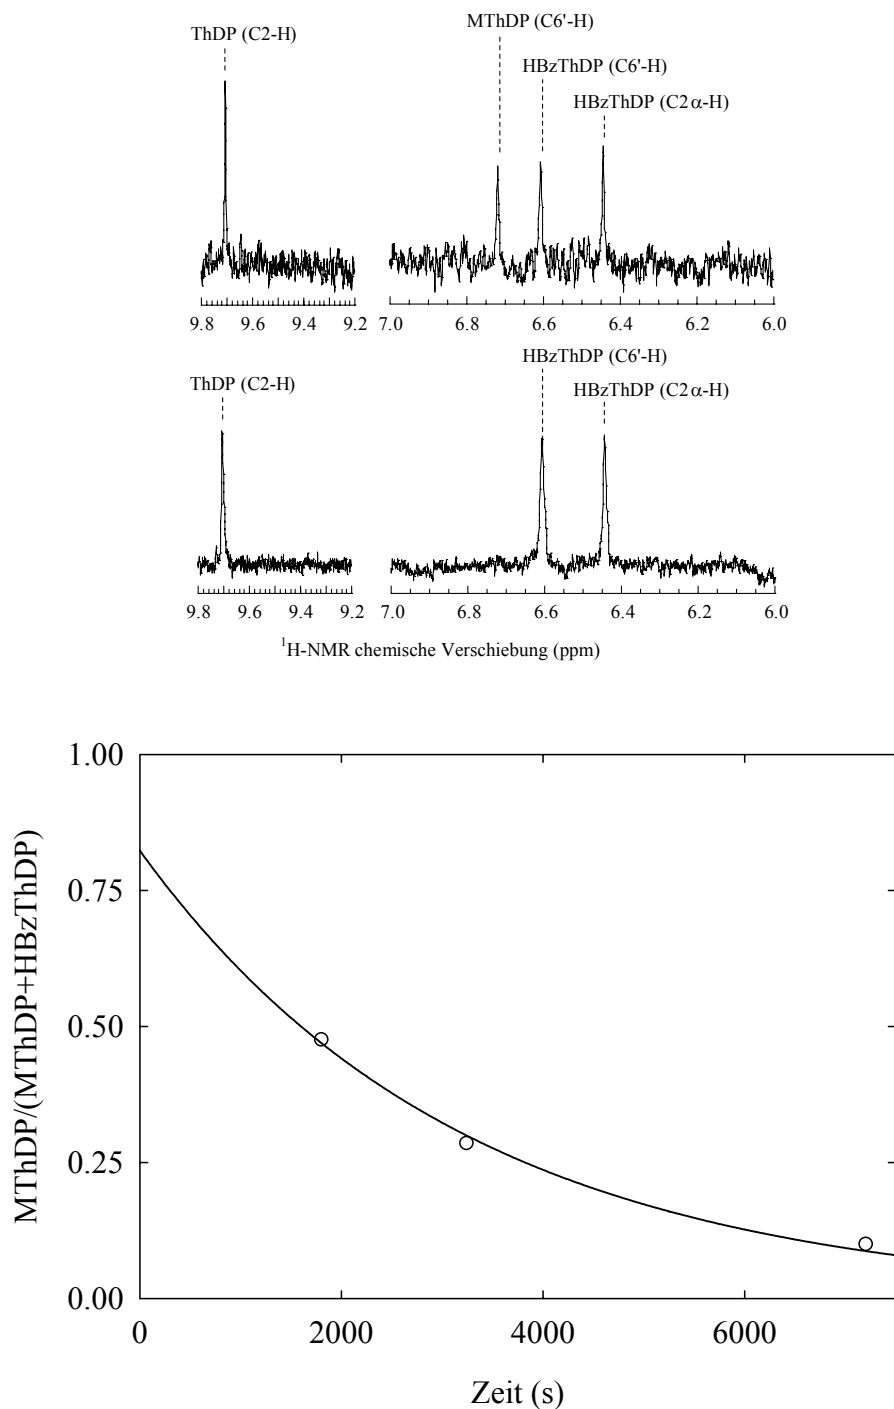 MThDP (C6'-H)
ThDP (C2-H)
HBzThDP (C6'-H)
HBzThDP (C2α-H)
9.8 9.6 9.4 9.2 7.0 6.8 6.6 6.4 6.2 6.0
HBzThDP (C6'-H)
ThDP (C2-H)
HBzThDP (C2α-H)
9.8 9.6 9.4 9.2 7.0 6.8 6.6 6.4 6.2 6.0
¹H-NMR chemische Verschiebung (ppm)
1.00
0.75
0.50
0.25
0.00
MThDP/(MThDP+HBzThDP)
0 2000 4000 6000
Zeit (s)